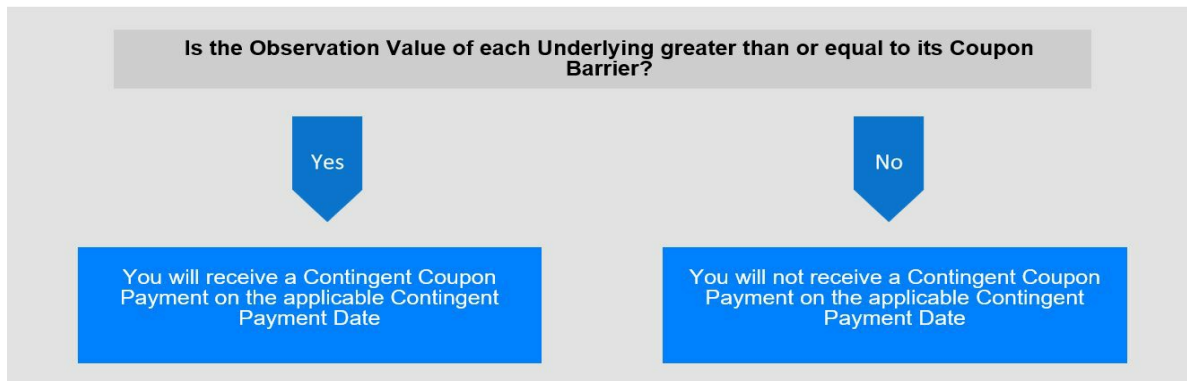 Is the Observation Value of each Underlying greater than or equal to its Coupon
Barrier?
Yes
No
You will receive a Contingent Coupon
Payment on the applicable Contingent
Payment Date
You will not receive a Contingent Coupon
Payment on the applicable Contingent
Payment Date